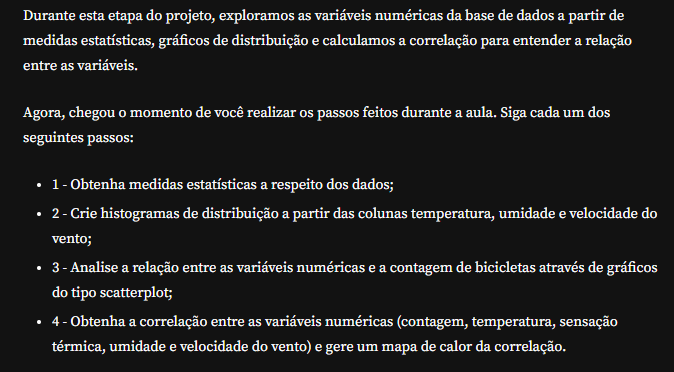 Durante esta etapa do projeto, exploramos as variáveis numéricas da base de dados a partir de
medidas estatísticas, gráficos de distribuição e calculamos a correlação para entender a relação
entre as variáveis.
Agora, chegou o momento de você realizar os passos feitos durante a aula. Siga cada um dos
seguintes passos:
• 1 - Obtenha medidas estatísticas a respeito dos dados;
• 2 - Crie histogramas de distribuição a partir das colunas temperatura, umidade e velocidade do
vento;
• 3 - Analise a relação entre as variáveis numéricas e a contagem de bicicletas através de gráficos
do tipo scatterplot;
• 4 - Obtenha a correlação entre as variáveis numéricas (contagem, temperatura, sensação
térmica, umidade e velocidade do vento) e gere um mapa de calor da correlação.